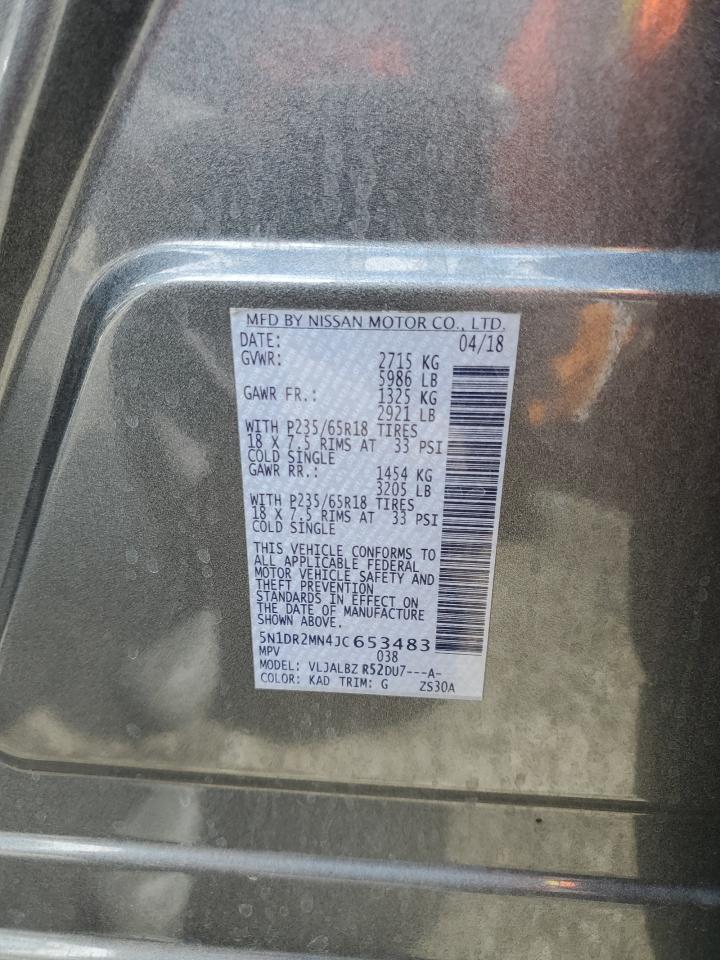 MFD BY NISSAN MOTOR CO., LTD.
DATE: 04/18
GVWR: 2715 KG
5986 LB
GAWR FR.: 1325 KG
2921 LB
WITH P235/65R18 TIRES
18 X 7.5 RIMS AT 33 PSI
COLD SINGLE
GAWR RR.: 1454 KG
3205 LB
WITH P235/65R18 TIRES
18 X 7.5 RIMS AT 33 PSI
COLD SINGLE
THIS VEHICLE CONFORMS TO
ALL APPLICABLE FEDERAL
MOTOR VEHICLE SAFETY AND
THEFT PREVENTION
STANDARDS IN EFFECT ON
THE DATE OF MANUFACTURE
SHOWN ABOVE.
5N1DR2MN4JC653483
MPV 038
MODEL: VLJALBZ R52DU7---A-
COLOR: KAD TRIM: G ZS30A